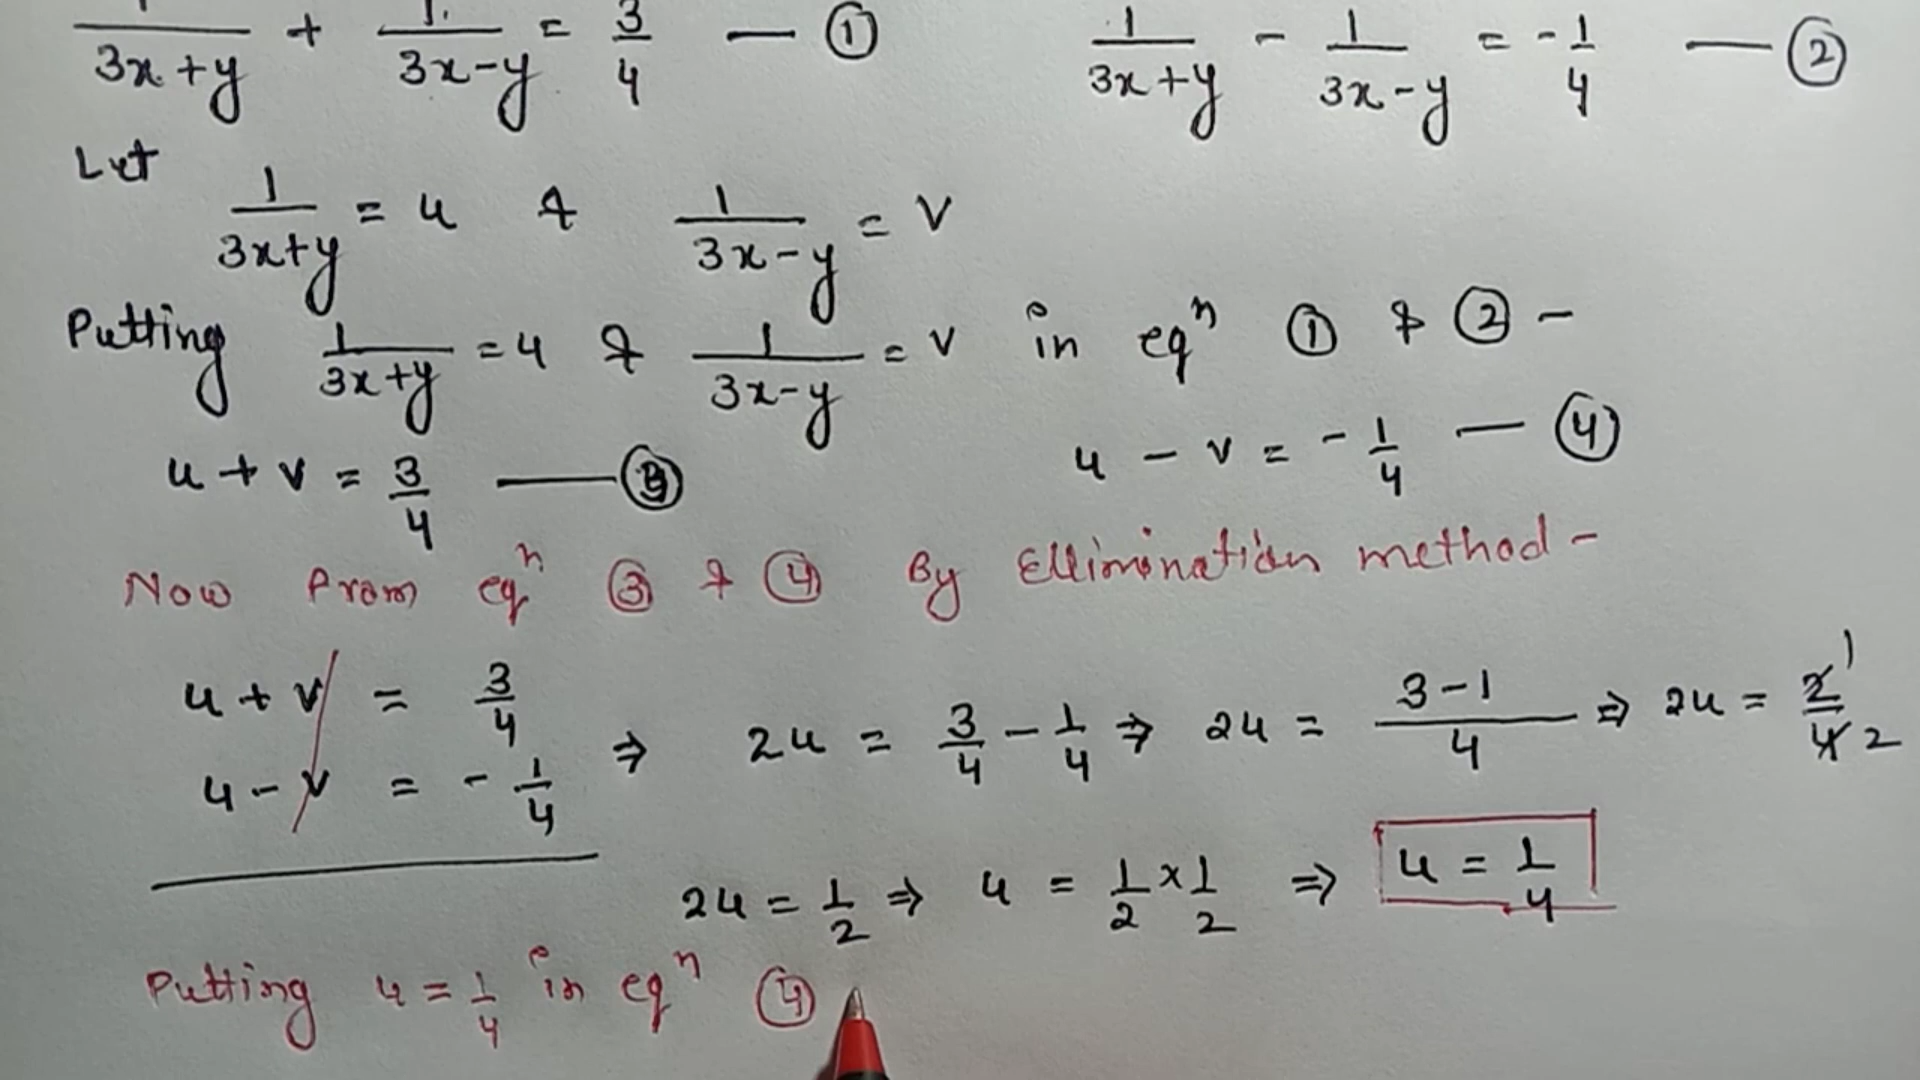 1/(3x+y) + 1/(3x-y) = 3/4 — ① 1/(3x+y) - 1/(3x-y) = -1/4 — ②
Let
1/(3x+y) = u & 1/(3x-y) = v
Putting 1/(3x+y) = u & 1/(3x-y) = v in eqⁿ ① & ② -
u + v = 3/4 — ③ u - v = -1/4 — ④
Now From eqⁿ ③ & ④ By Ellimination method -
u + v = 3/4
u - v = -1/4
⇒ 2u = 3/4 - 1/4 ⇒ 2u = (3-1)/4 ⇒ 2u = 2/4 1 2
2u = 1/2 ⇒ u = 1/2 × 1/2 ⇒ u = 1/4
Putting u = 1/4 in eqⁿ ④